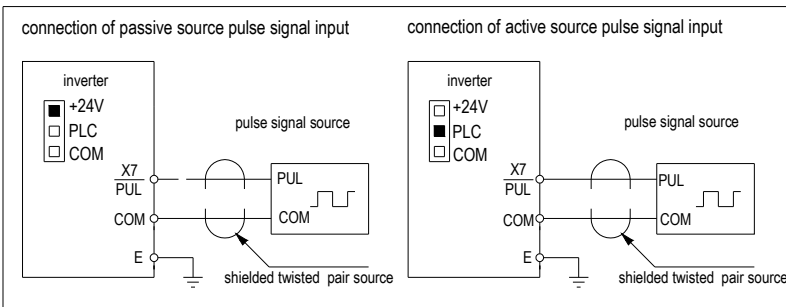 connection of passive source pulse signal input
inverter
+24V
PLC
COM
pulse signal source
X7
PUL
PUL
COM
COM
E
shielded twisted pair source
connection of active source pulse signal input
inverter
+24V
PLC
COM
pulse signal source
X7
PUL
PUL
COM
COM
E
shielded twisted pair source